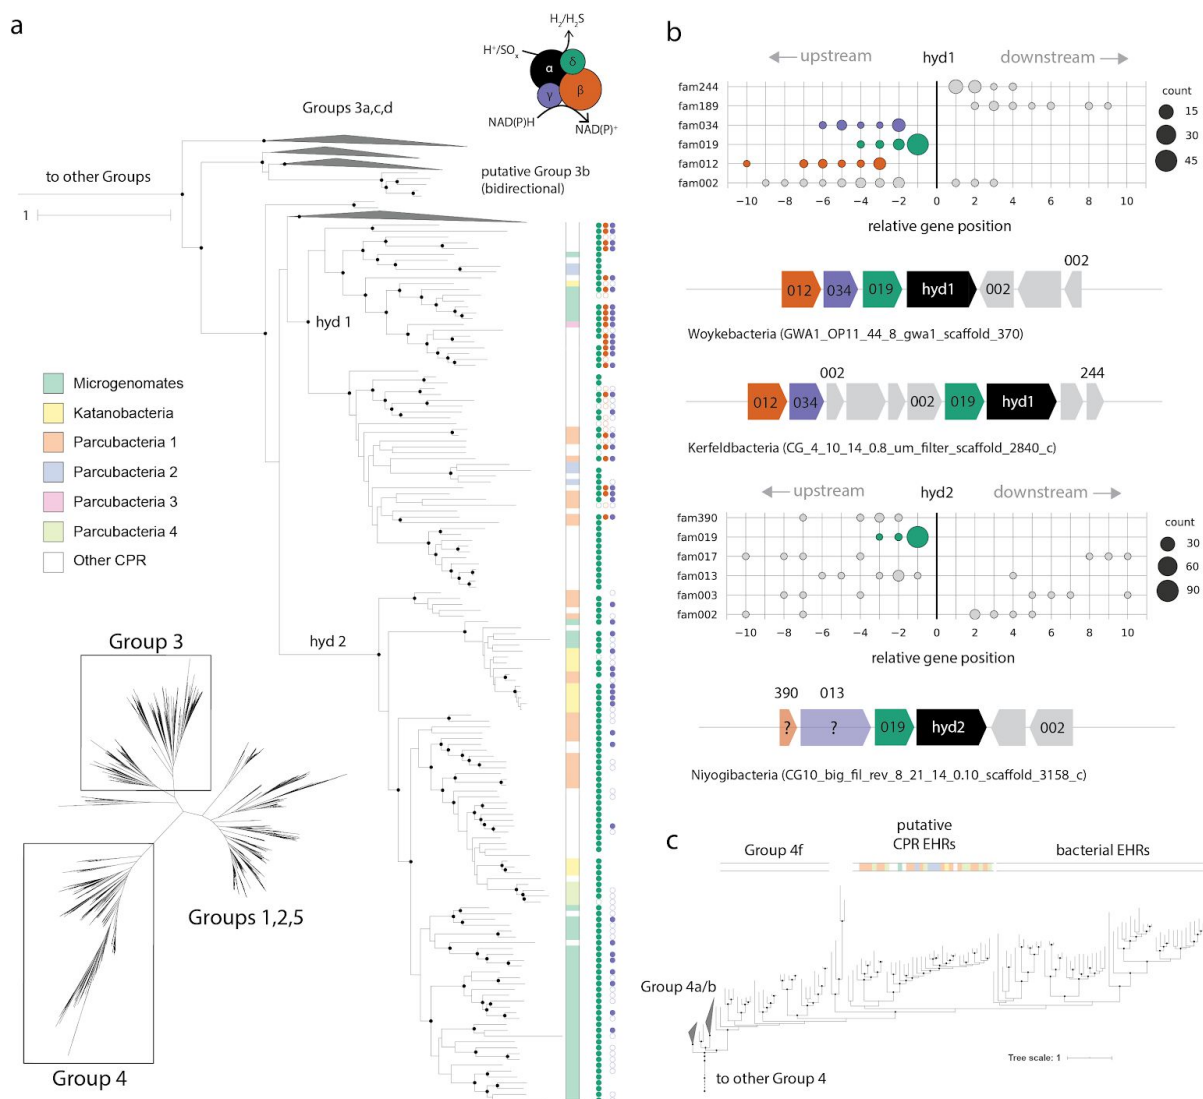 a
H₂/H₂S
H⁺/SOₓ
α
δ
γ
β
NAD(P)H
NAD(P)⁺
Groups 3a,c,d
to other Groups
putative Group 3b
(bidirectional)
1
hyd 1
Microgenomates
Katanobacteria
Parcubacteria 1
Parcubacteria 2
Parcubacteria 3
Parcubacteria 4
Other CPR
hyd 2
Group 3
Groups 1,2,5
Group 4
b
upstream
hyd1
downstream
fam244
fam189
fam034
fam019
fam012
fam002
count
15
30
45
−10 −8 −6 −4 −2 0 2 4 6 8 10
relative gene position
002
012 034 019 hyd1 002
Woykebacteria (GWA1_OP11_44_8_gwa1_scaffold_370)
002 244
012 034 002 019 hyd1
Kerfeldbacteria (CG_4_10_14_0.8_um_filter_scaffold_2840_c)
upstream
hyd2
downstream
fam390
fam019
fam017
fam013
fam003
fam002
count
30
60
90
−10 −8 −6 −4 −2 0 2 4 6 8 10
relative gene position
390 013
? ? 019 hyd2 002
Niyogibacteria (CG10_big_fil_rev_8_21_14_0.10_scaffold_3158_c)
c
Group 4f
putative
CPR EHRs
bacterial EHRs
Group 4a/b
Tree scale: 1
to other Group 4